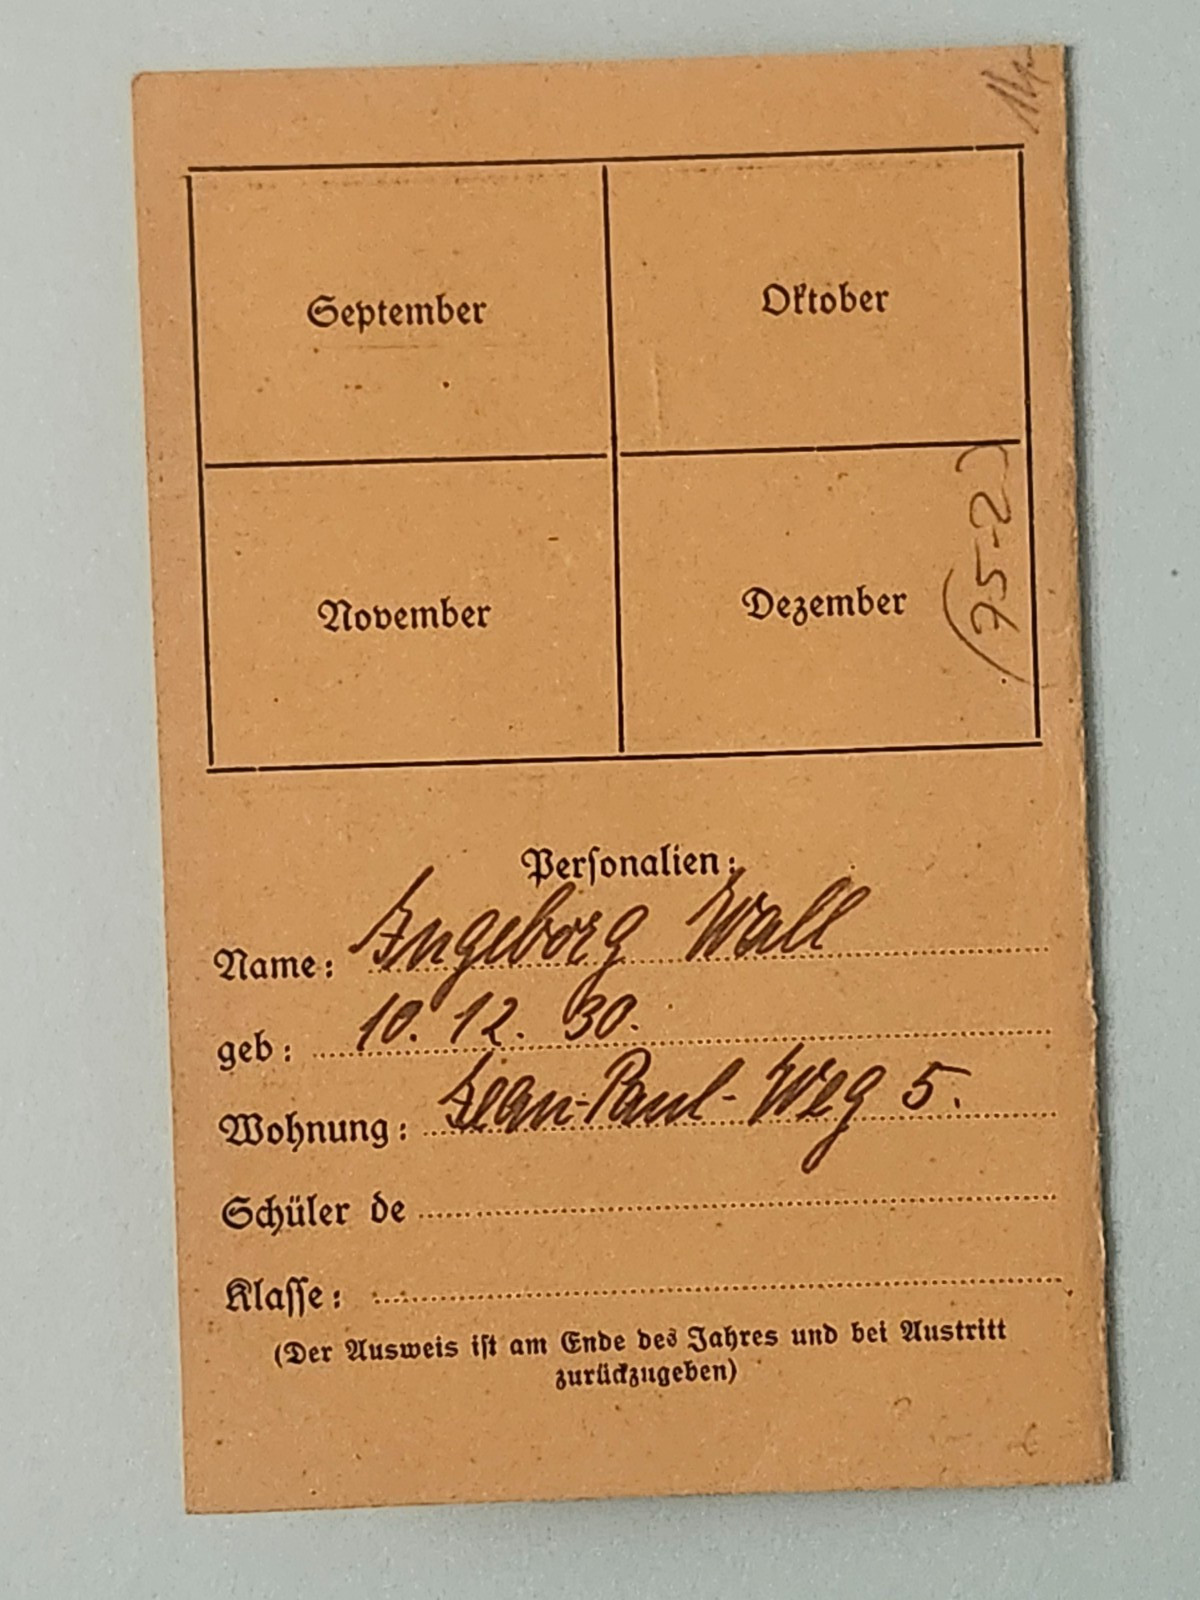 September Oktober
November Dezember
(75-2)
Personalien:
Name: Ingeborg Wall
geb: 10. 12. 30.
Wohnung: Jean-Paul-Weg 5.
Schüler de
Klasse:
(Der Ausweis ist am Ende des Jahres und bei Austritt
zurückzugeben)